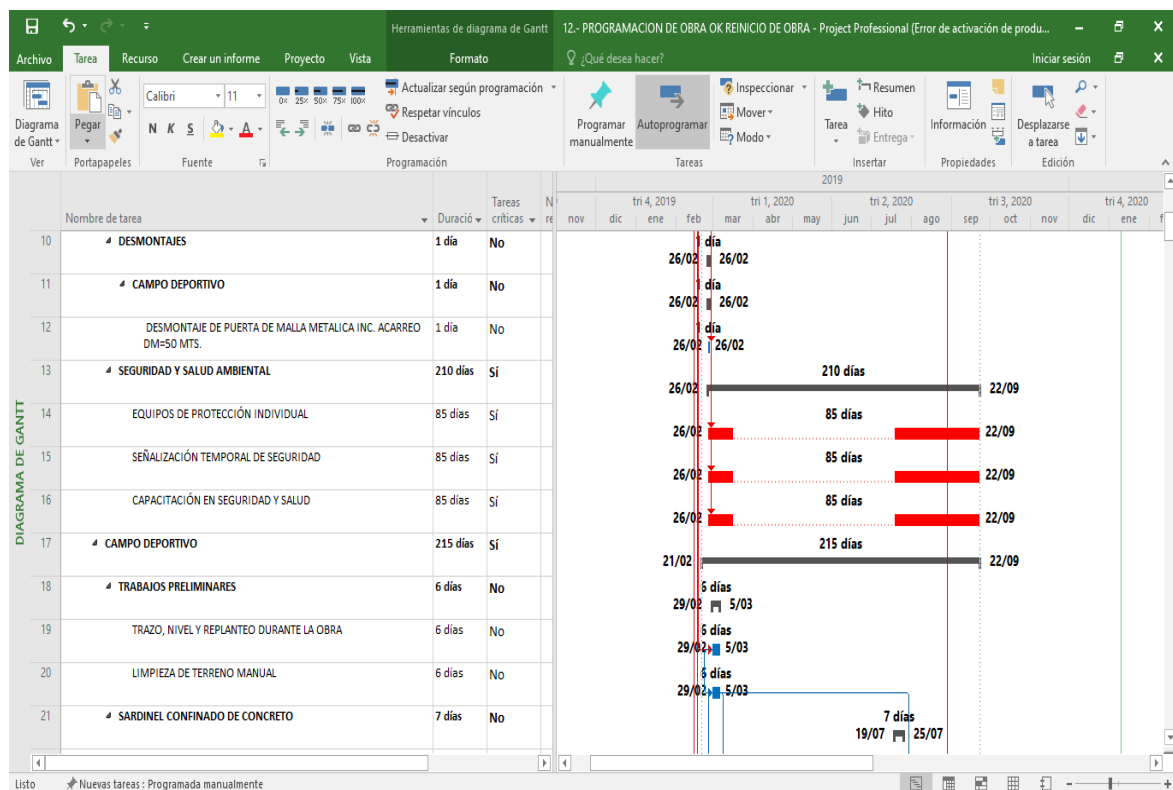 Herramientas de diagrama de Gantt
12.- PROGRAMACION DE OBRA OK REINICIO DE OBRA - Project Professional (Error de activación de produ...
Archivo Tarea Recurso Crear un informe Proyecto Vista Formato ¿Qué desea hacer? Iniciar sesión
Diagrama de Gantt
Ver
Pegar
Portapapeles
Calibri 11
N K S A
Fuente
0% 25% 50% 75% 100%
Actualizar según programación
Respetar vínculos
Desactivar
Programación
Programar manualmente
Autoprogramar
Inspeccionar
Mover
Modo
Tareas
Tarea
Resumen
Hito
Entrega
Insertar
Información
Propiedades
Desplazarse a tarea
Edición
2019
tri 4, 2019 tri 1, 2020 tri 2, 2020 tri 3, 2020 tri 4, 2020
Nombre de tarea Duració Tareas críticas N re
nov dic ene feb mar abr may jun jul ago sep oct nov dic ene f
DIAGRAMA DE GANTT
10 DESMONTAJES 1 día No
1 día
26/02 26/02
11 CAMPO DEPORTIVO 1 día No
1 día
26/02 26/02
12 DESMONTAJE DE PUERTA DE MALLA METALICA INC. ACARREO 1 día No
DM=50 MTS.
1 día
26/02 26/02
13 SEGURIDAD Y SALUD AMBIENTAL 210 días Sí
210 días
26/02 22/09
14 EQUIPOS DE PROTECCIÓN INDIVIDUAL 85 días Sí
85 días
26/02 22/09
15 SEÑALIZACIÓN TEMPORAL DE SEGURIDAD 85 días Sí
85 días
26/02 22/09
16 CAPACITACIÓN EN SEGURIDAD Y SALUD 85 días Sí
85 días
26/02 22/09
17 CAMPO DEPORTIVO 215 días Sí
215 días
21/02 22/09
18 TRABAJOS PRELIMINARES 6 días No
6 días
29/02 5/03
19 TRAZO, NIVEL Y REPLANTEO DURANTE LA OBRA 6 días No
6 días
29/02 5/03
20 LIMPIEZA DE TERRENO MANUAL 6 días No
6 días
29/02 5/03
21 SARDINEL CONFINADO DE CONCRETO 7 días No
7 días
19/07 25/07
Listo Nuevas tareas : Programada manualmente